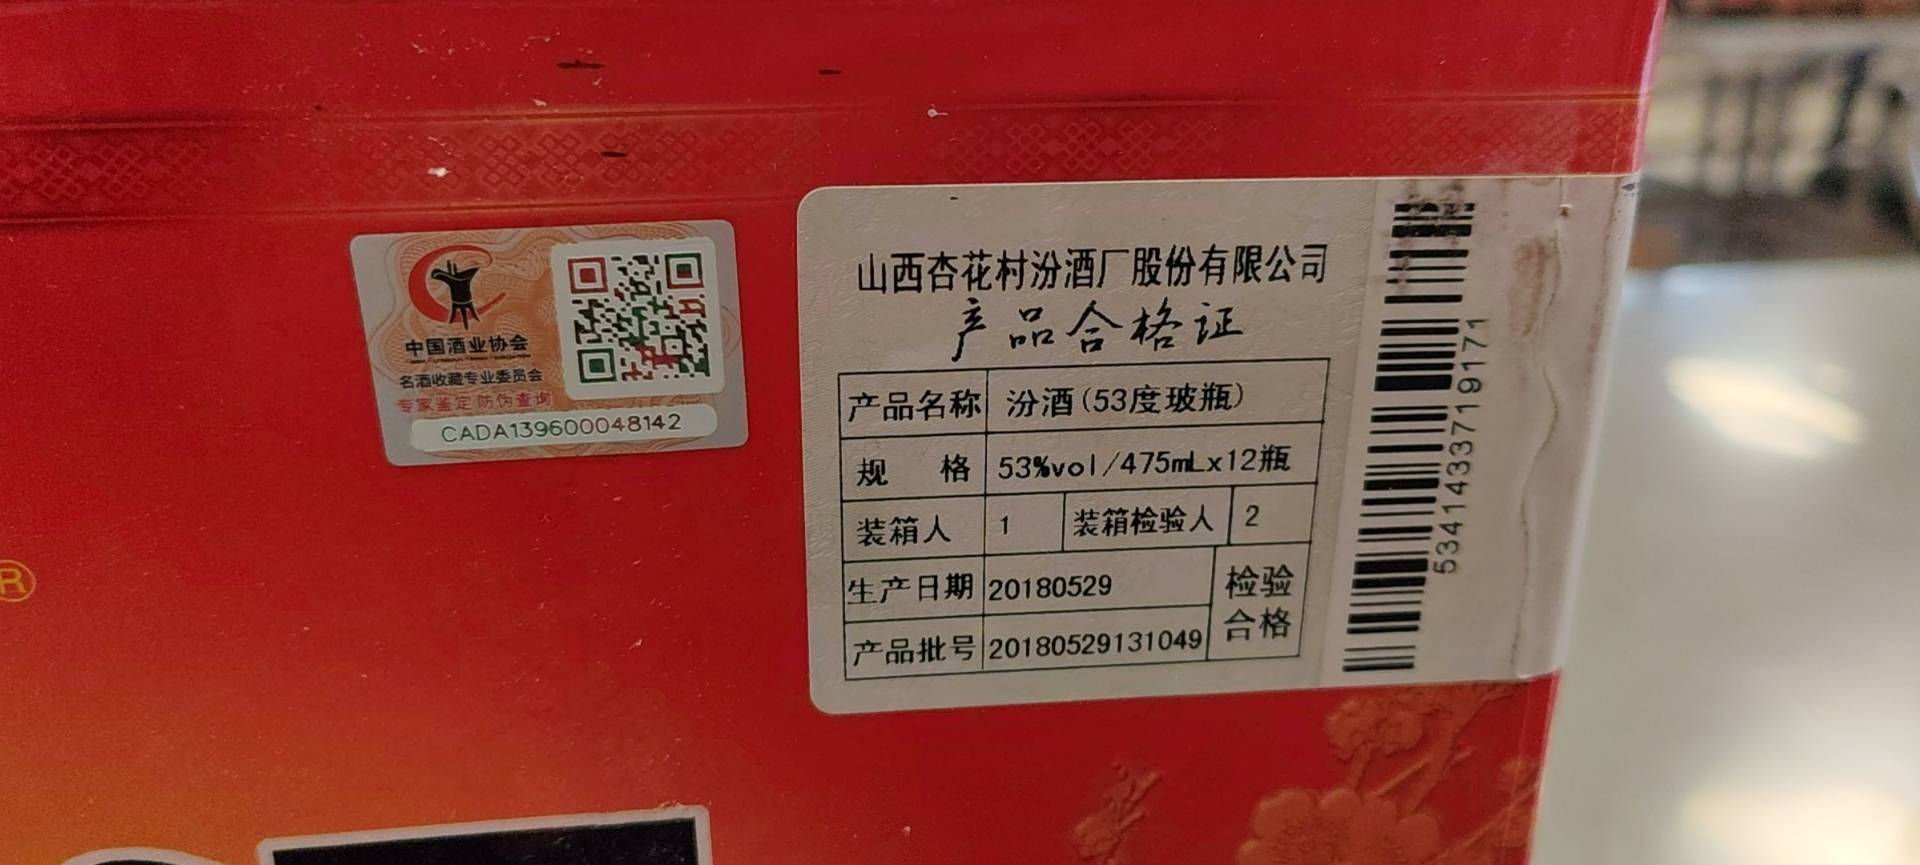 中国酒业协会
名酒收藏专业委员会
专家鉴定 防伪查询
CADA139600048142
山西杏花村汾酒厂股份有限公司
产品合格证
产品名称 汾酒(53度玻瓶)
规 格 53%vol/475mLx12瓶
装箱人 1 装箱检验人 2
生产日期 20180529 检验
产品批号 20180529131049 合格
534143371917​1
®